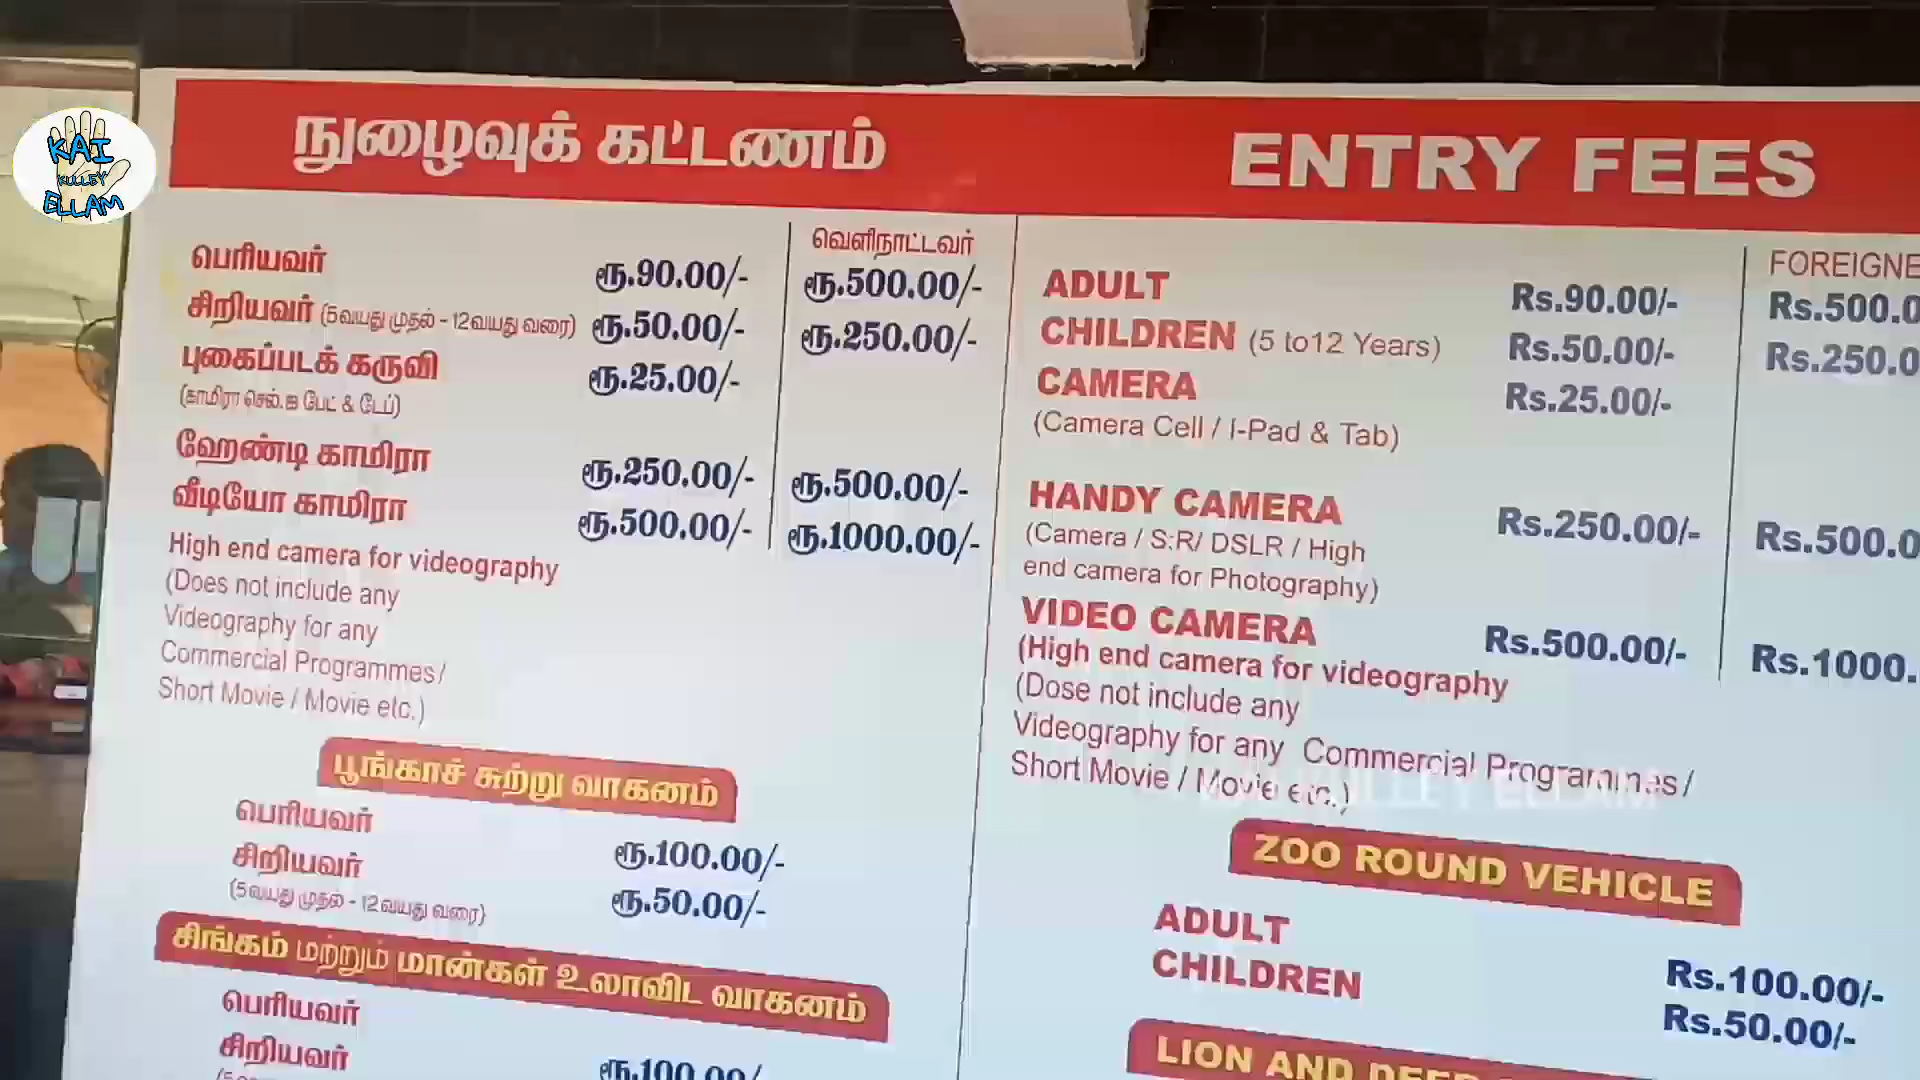 KAI
KULLEY
ELLAM
நுழைவுக் கட்டணம்
வெளிநாட்டவர்
பெரியவர் ரூ.90.00/- ரூ.500.00/-
சிறியவர் (5வயது முதல் - 12வயது வரை) ரூ.50.00/- ரூ.250.00/-
புகைப்படக் கருவி ரூ.25.00/-
(காமிரா செல்.ஐ பேட் & டேப்)
ஹேண்டி காமிரா ரூ.250.00/- ரூ.500.00/-
வீடியோ காமிரா ரூ.500.00/- ரூ.1000.00/-
High end camera for videography
(Does not include any
Videography for any
Commercial Programmes/
Short Movie / Movie etc.)
பூங்காச் சுற்று வாகனம்
பெரியவர் ரூ.100.00/-
சிறியவர் ரூ.50.00/-
(5வயது முதல் - 12வயது வரை)
சிங்கம் மற்றும் மான்கள் உலாவிட வாகனம்
பெரியவர் ரூ.100.00/-
சிறியவர்
ENTRY FEES
FOREIGNE
ADULT Rs.90.00/- Rs.500.0
CHILDREN (5 to12 Years) Rs.50.00/- Rs.250.0
CAMERA Rs.25.00/-
(Camera Cell / I-Pad & Tab)
HANDY CAMERA Rs.250.00/- Rs.500.0
(Camera / S:R/ DSLR / High
end camera for Photography)
VIDEO CAMERA Rs.500.00/- Rs.1000.
(High end camera for videography
(Dose not include any
Videography for any Commercial Programmes/
Short Movie / Movie etc.)
KULLEY ELLAM
ZOO ROUND VEHICLE
ADULT Rs.100.00/-
CHILDREN Rs.50.00/-
LION AND DEER